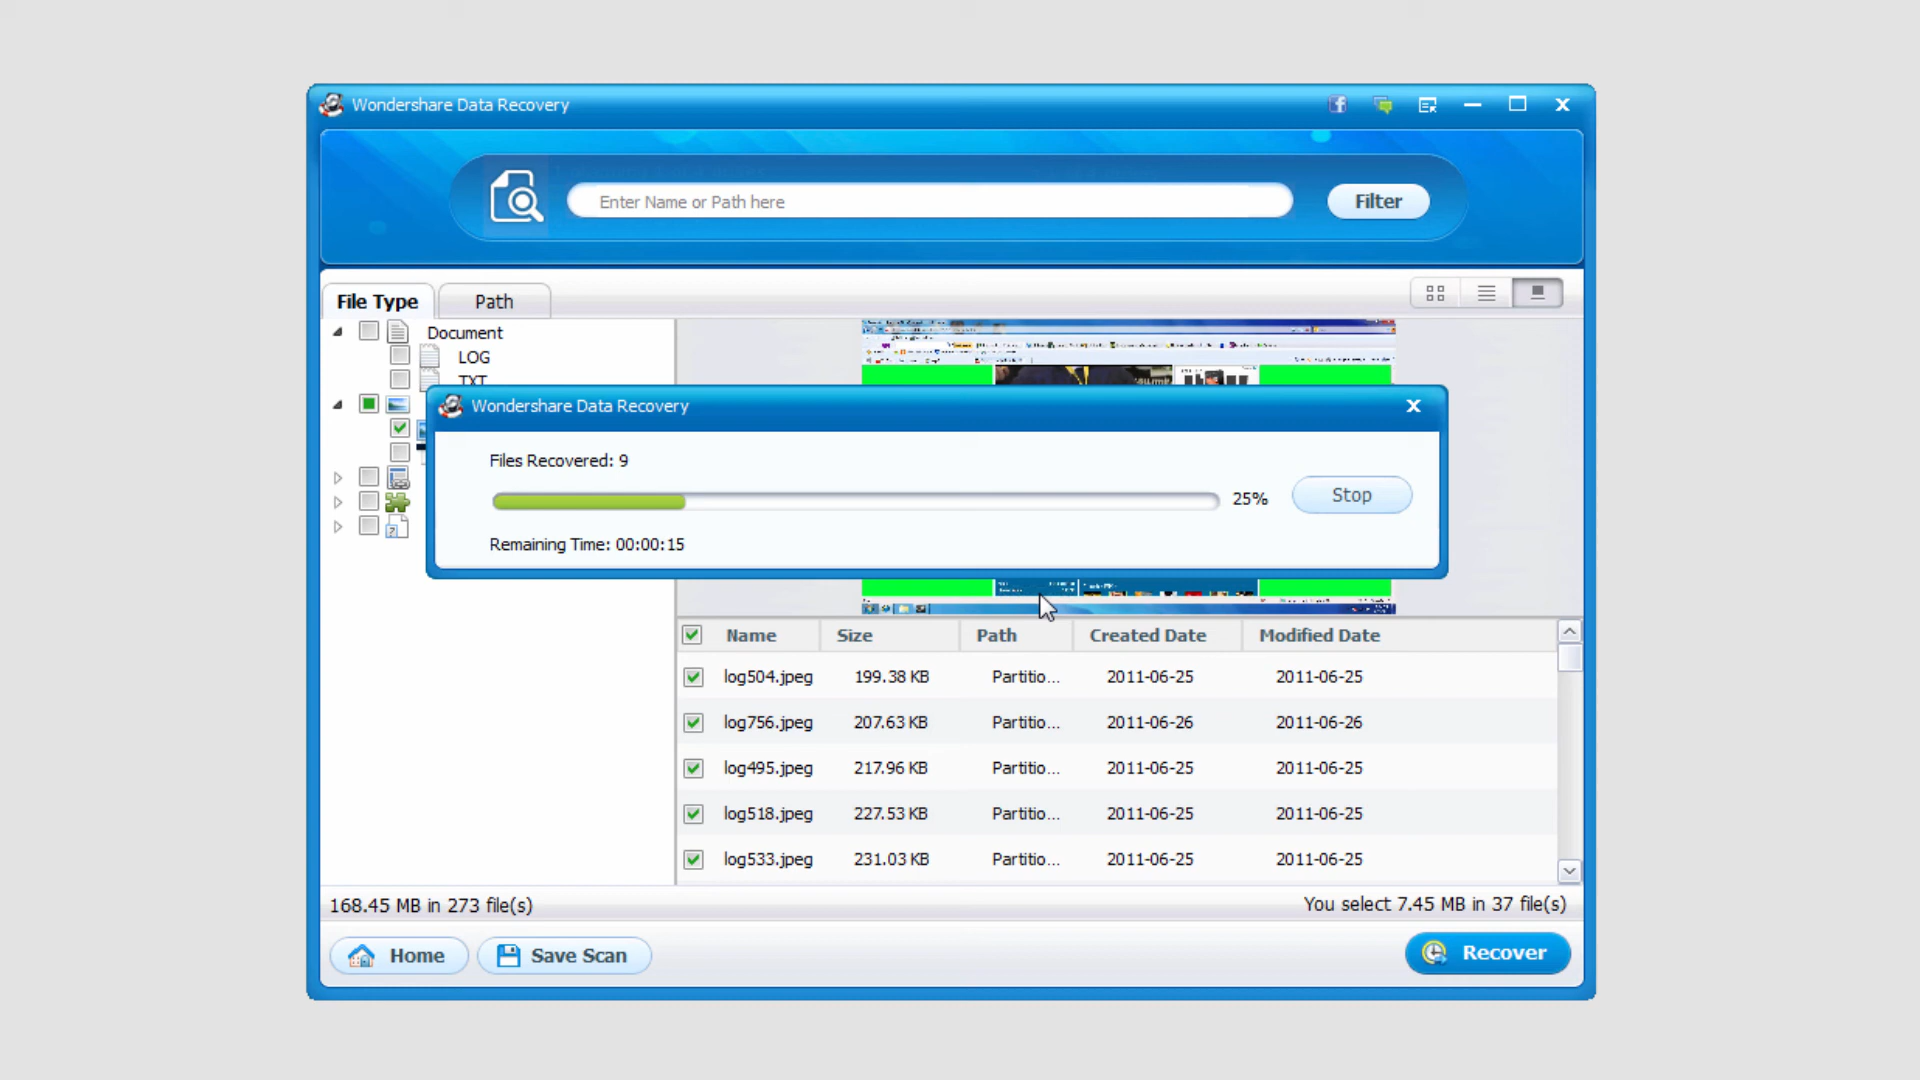 Wondershare Data Recovery
Enter Name or Path here
Filter
File Type
Path
Document
LOG
TXT
Wondershare Data Recovery
Files Recovered: 9
25%
Stop
Remaining Time: 00:00:15
Name Size Path Created Date Modified Date
log504.jpeg 199.38 KB Partitio... 2011-06-25 2011-06-25
log756.jpeg 207.63 KB Partitio... 2011-06-26 2011-06-26
log495.jpeg 217.96 KB Partitio... 2011-06-25 2011-06-25
log518.jpeg 227.53 KB Partitio... 2011-06-25 2011-06-25
log533.jpeg 231.03 KB Partitio... 2011-06-25 2011-06-25
168.45 MB in 273 file(s)
You select 7.45 MB in 37 file(s)
Home
Save Scan
Recover